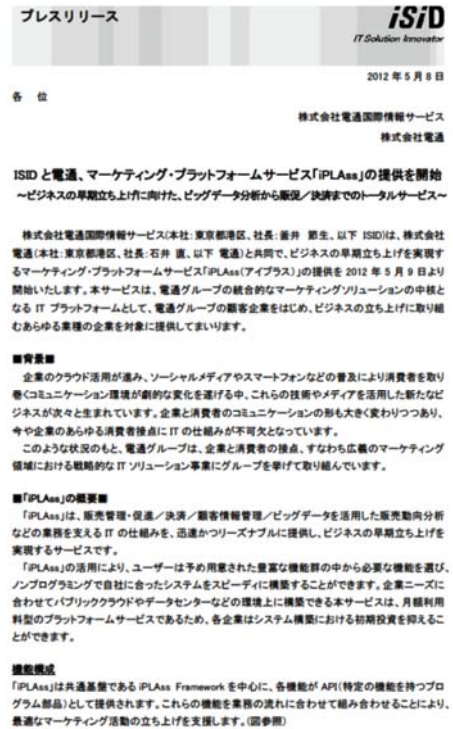 プレスリリース
iSiD
IT Solution Innovator
2012 年 5 月 8 日
各 位
株式会社電通国際情報サービス
株式会社電通
ISID と電通、マーケティング・プラットフォームサービス「iPLAss」の提供を開始
～ビジネスの早期立ち上げに向けた、ビッグデータ分析から販促／決済までのトータルサービス～
株式会社電通国際情報サービス(本社：東京都港区、社長：釜井 節生、以下 ISID)は、株式会社
電通(本社：東京都港区、社長：石井 直、以下 電通)と共同で、ビジネスの早期立ち上げを実現す
るマーケティング・プラットフォームサービス「iPLAss(アイプラス)」の提供を 2012 年 5 月 9 日より
開始いたします。本サービスは、電通グループの統合的なマーケティングソリューションの中核と
なる IT プラットフォームとして、電通グループの顧客企業をはじめ、ビジネスの立ち上げに取り組
むあらゆる業種の企業を対象に提供してまいります。
■背景■
企業のクラウド活用が進み、ソーシャルメディアやスマートフォンなどの普及により消費者を取り
巻くコミュニケーション環境が劇的な変化を遂げる中、これらの技術やメディアを活用した新たなビ
ジネスが次々と生まれています。企業と消費者のコミュニケーションの形も大きく変わりつつあり、
今や企業のあらゆる消費者接点に IT の仕組みが不可欠となっています。
このような状況のもと、電通グループは、企業と消費者の接点、すなわち広義のマーケティング
領域における戦略的な IT ソリューション事業にグループを挙げて取り組んでいます。
■「iPLAss」の概要■
「iPLAss」は、販売管理・促進／決済／顧客情報管理／ビッグデータを活用した販売動向分析
などの業務を支える IT の仕組みを、迅速かつリーズナブルに提供し、ビジネスの早期立ち上げを
実現するサービスです。
「iPLAss」の活用により、ユーザーは予め用意された豊富な機能群の中から必要な機能を選び、
ノンプログラミングで自社に合ったシステムをスピーディに構築することができます。企業ニーズに
合わせてパブリッククラウドやデータセンターなどの環境上に構築できる本サービスは、月額利用
料型のプラットフォームサービスであるため、各企業はシステム構築における初期投資を抑えるこ
とができます。
機能構成
「iPLAss」は共通基盤である iPLAss Framework を中心に、各機能が API(特定の機能を持つプロ
グラム部品)として提供されます。これらの機能を業務の流れに合わせて組み合わせることにより、
最適なマーケティング活動の立ち上げを支援します。(図参照)